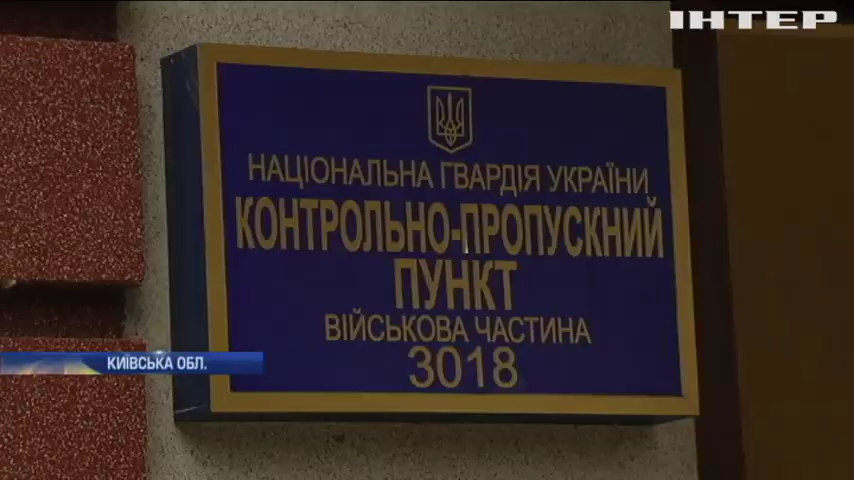 ІНТЕР
НАЦІОНАЛЬНА ГВАРДІЯ УКРАЇНИ
КОНТРОЛЬНО-ПРОПУСКНИЙ
ПУНКТ
ВІЙСЬКОВА ЧАСТИНА
3018
КИЇВСЬКА ОБЛ.